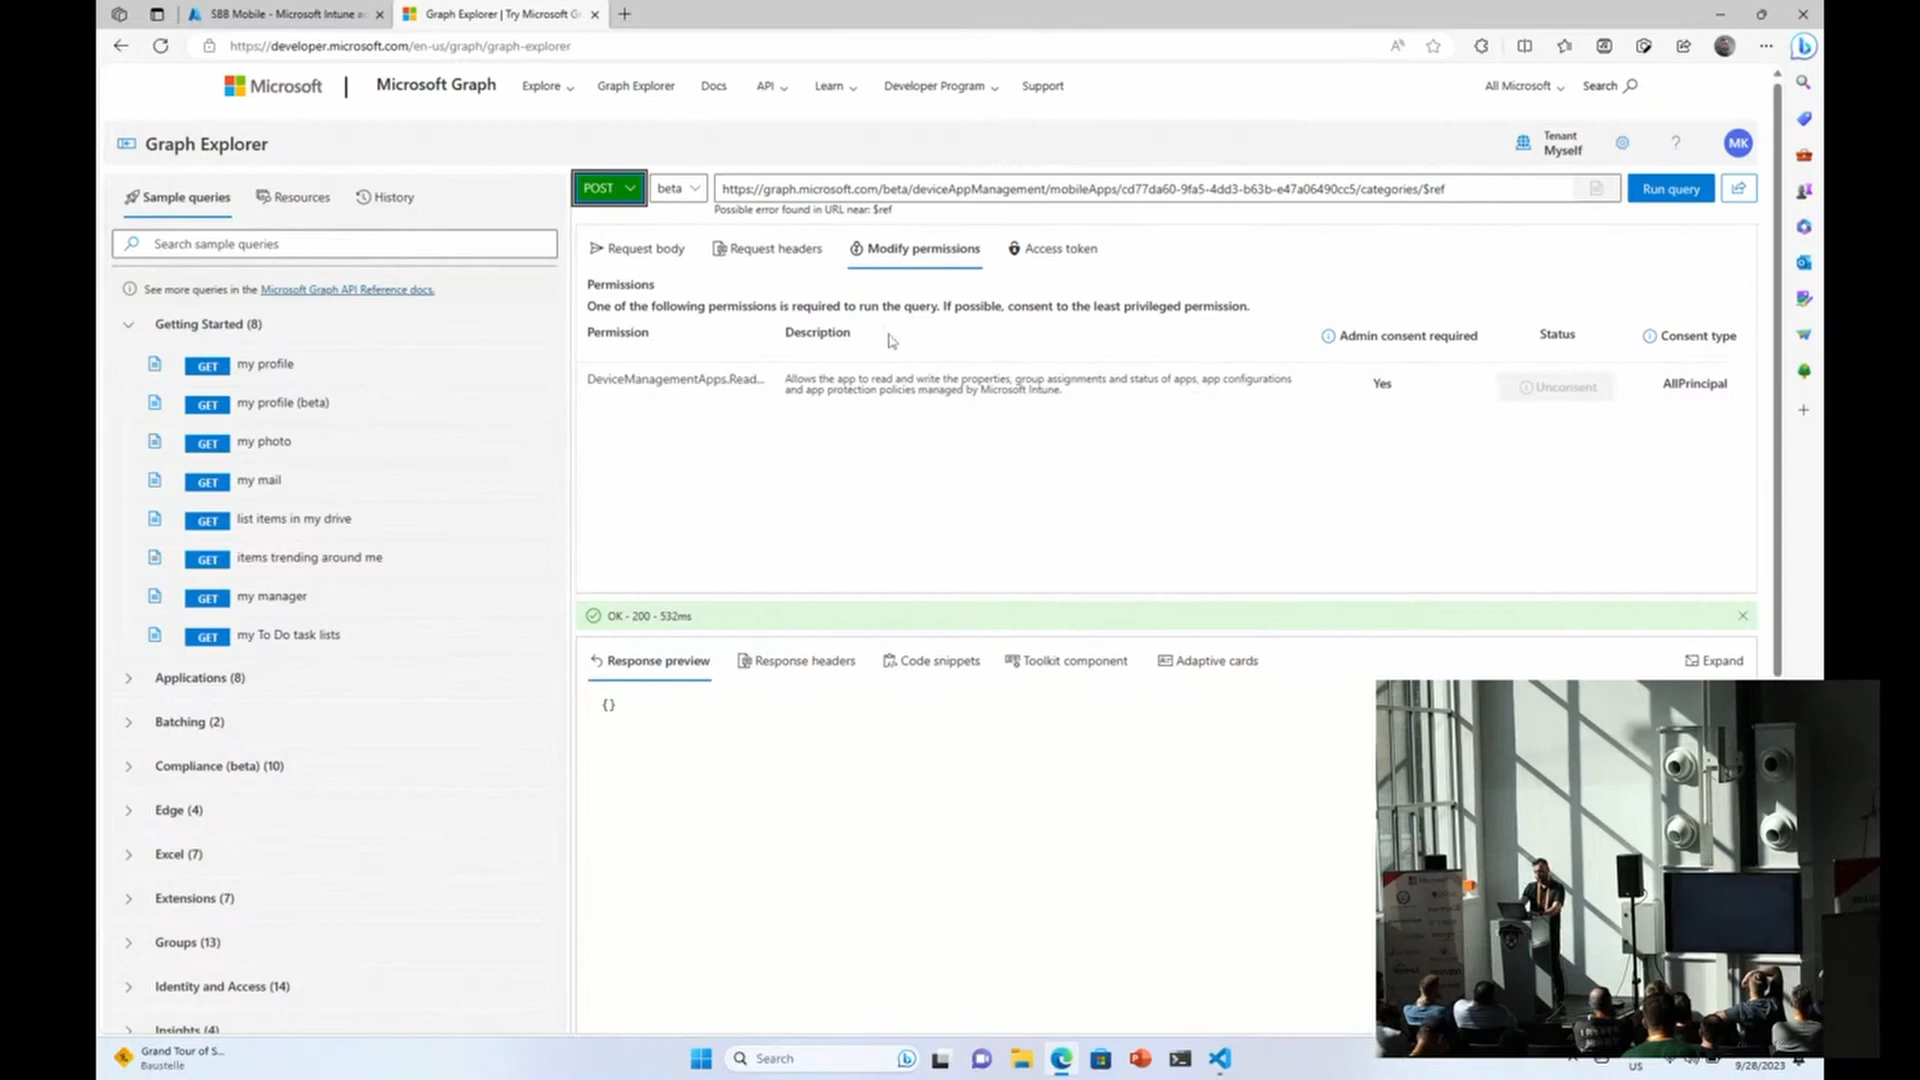 SBB Mobile - Microsoft Intune a
Graph Explorer | Try Microsoft G
https://developer.microsoft.com/en-us/graph/graph-explorer
Microsoft
Microsoft Graph
Explore
Graph Explorer
Docs
API
Learn
Developer Program
Support
All Microsoft
Search
Graph Explorer
Tenant
Myself
MK
Sample queries
Resources
History
POST
beta
https://graph.microsoft.com/beta/deviceAppManagement/mobileApps/cd77da60-9fa5-4dd3-b63b-e47a06490cc5/categories/$ref
Run query
Possible error found in URL near: $ref
Search sample queries
See more queries in the Microsoft Graph API Reference docs.
Getting Started (8)
GET my profile
GET my profile (beta)
GET my photo
GET my mail
GET list items in my drive
GET items trending around me
GET my manager
GET my To Do task lists
Applications (8)
Batching (2)
Compliance (beta) (10)
Edge (4)
Excel (7)
Extensions (7)
Groups (13)
Identity and Access (14)
Insights (4)
Request body
Request headers
Modify permissions
Access token
Permissions
One of the following permissions is required to run the query. If possible, consent to the least privileged permission.
Permission
Description
Admin consent required
Status
Consent type
DeviceManagementApps.Read...
Allows the app to read and write the properties, group assignments and status of apps, app configurations
and app protection policies managed by Microsoft Intune.
Yes
Unconsent
AllPrincipal
OK - 200 - 532ms
Response preview
Response headers
Code snippets
Toolkit component
Adaptive cards
Expand
{}
Grand Tour of S...
Baustelle
Search
US
9/28/2023